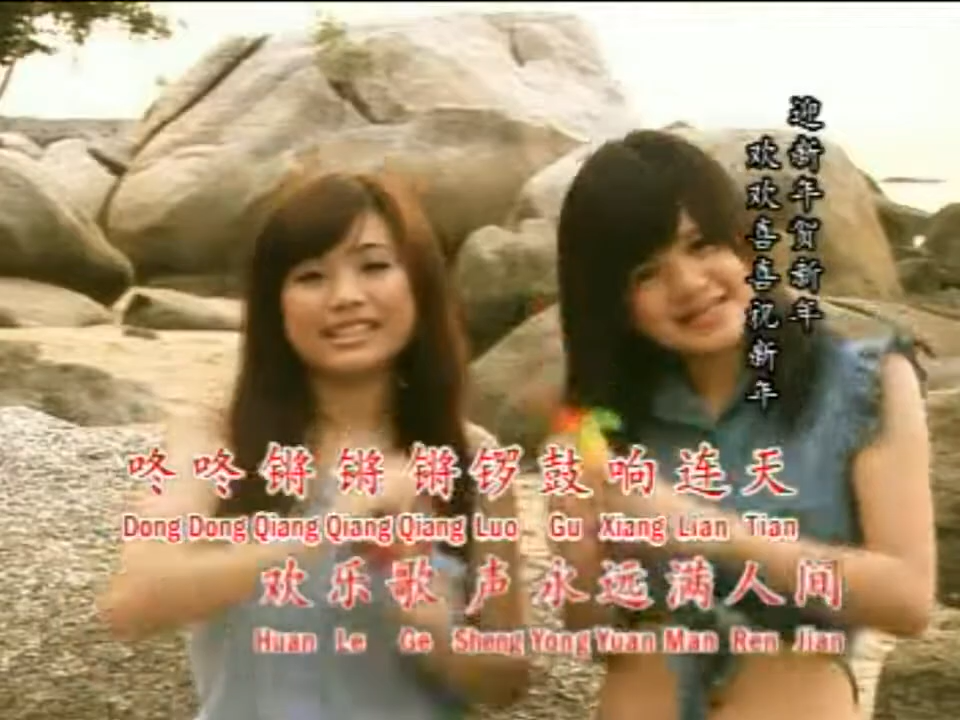 迎新年贺新年
欢欢喜喜祝新年
咚咚锵锵锵锣鼓响连天
Dong Dong Qiang Qiang Qiang Luo Gu Xiang Lian Tian
欢乐歌声永远满人间
Huan Le Ge Sheng Yong Yuan Man Ren Jian